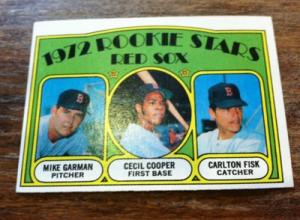 1972 ROOKIE STARS
RED SOX
MIKE GARMAN
PITCHER
CECIL COOPER
FIRST BASE
CARLTON FISK
CATCHER